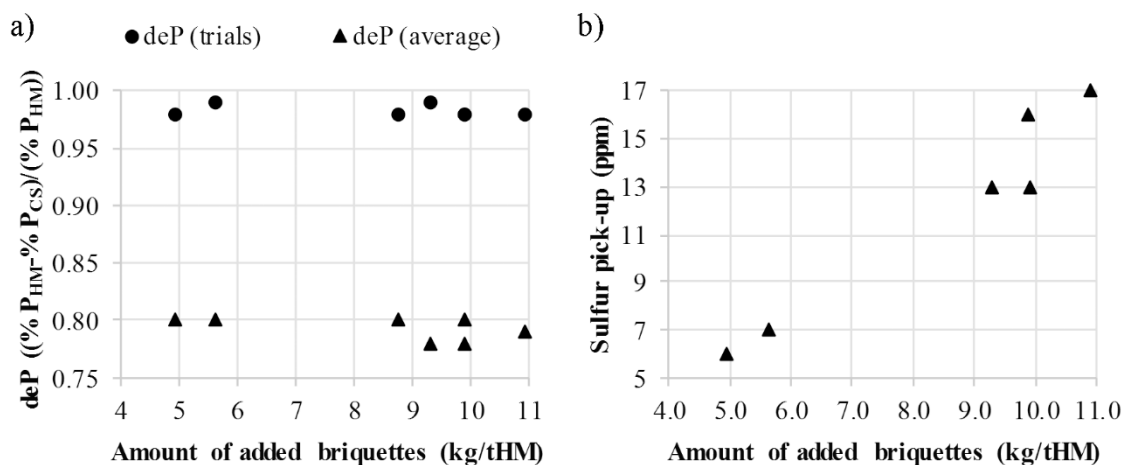 a)
● deP (trials) ▲ deP (average)
deP ((% P_HM-% P_CS)/(% P_HM))
1.00
0.95
0.90
0.85
0.80
0.75
4 5 6 7 8 9 10 11
Amount of added briquettes (kg/tHM)
b)
Sulfur pick-up (ppm)
17
15
13
11
9
7
5
4.0 5.0 6.0 7.0 8.0 9.0 10.0 11.0
Amount of added briquettes (kg/tHM)